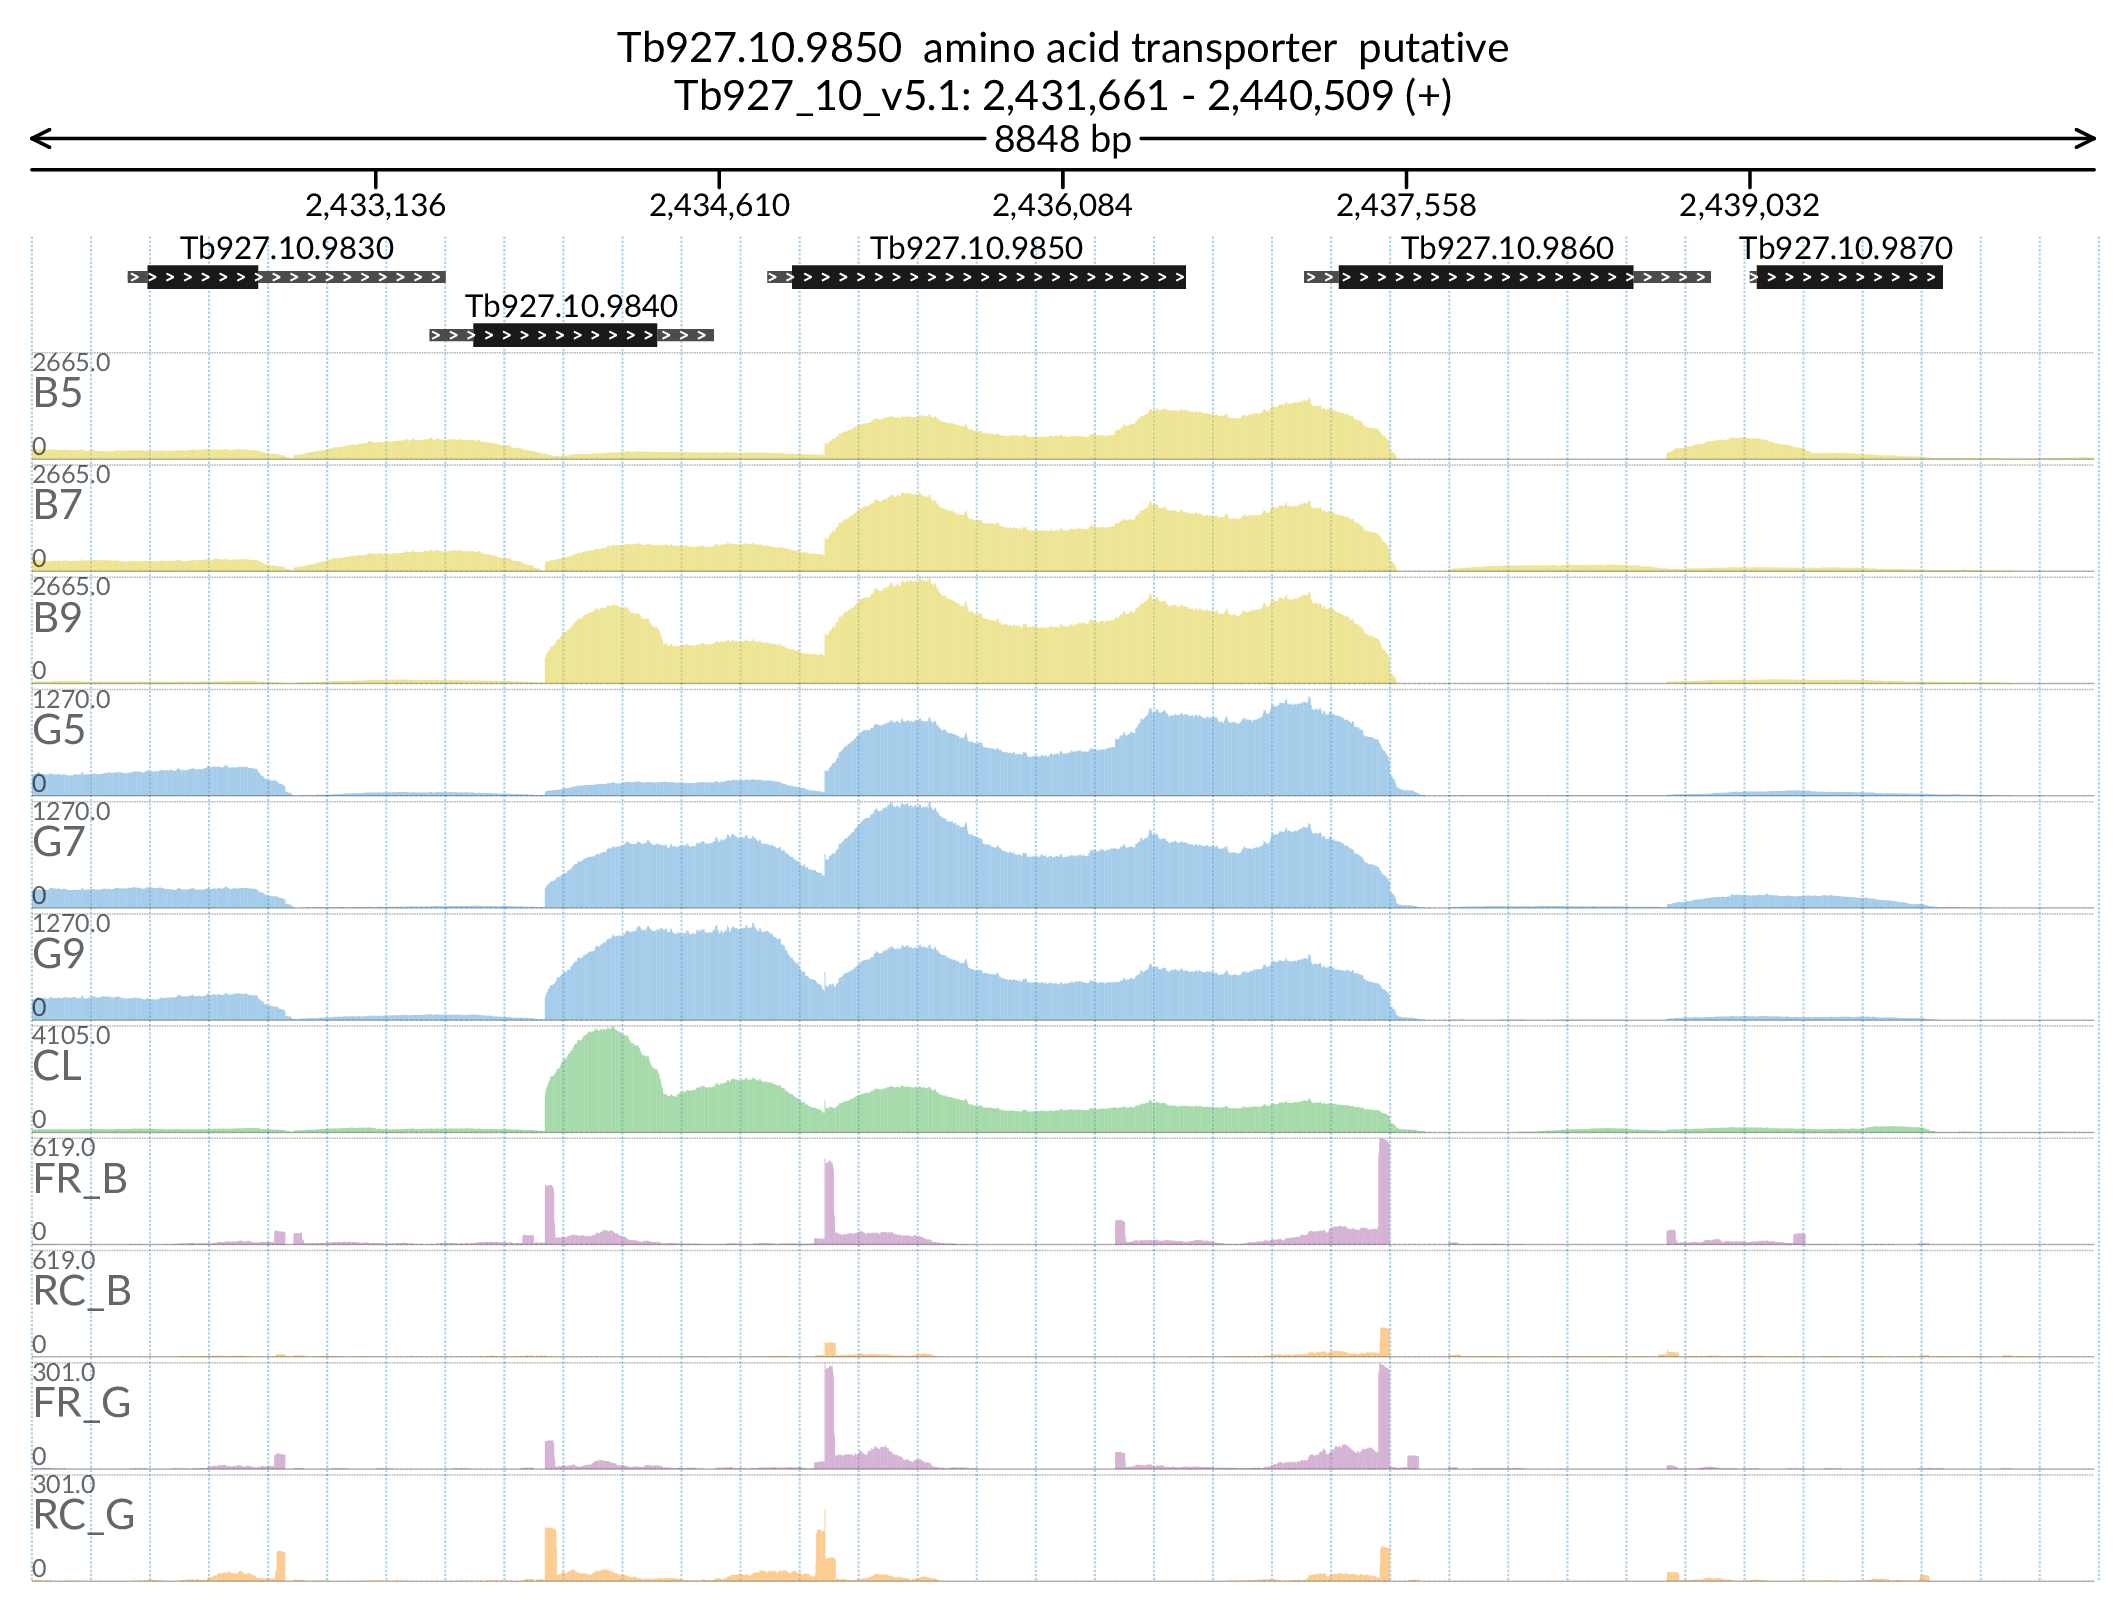 Tb927.10.9850  amino acid transporter  putative
Tb927_10_v5.1: 2,431,661 - 2,440,509 (+)
8848 bp
2,433,136 2,434,610 2,436,084 2,437,558 2,439,032
Tb927.10.9830 Tb927.10.9850 Tb927.10.9860 Tb927.10.9870
Tb927.10.9840
2665.0
B5
0
2665.0
B7
0
2665.0
B9
0
1270.0
G5
0
1270.0
G7
0
1270.0
G9
0
4105.0
CL
0
619.0
FR_B
0
619.0
RC_B
0
301.0
FR_G
0
301.0
RC_G
0